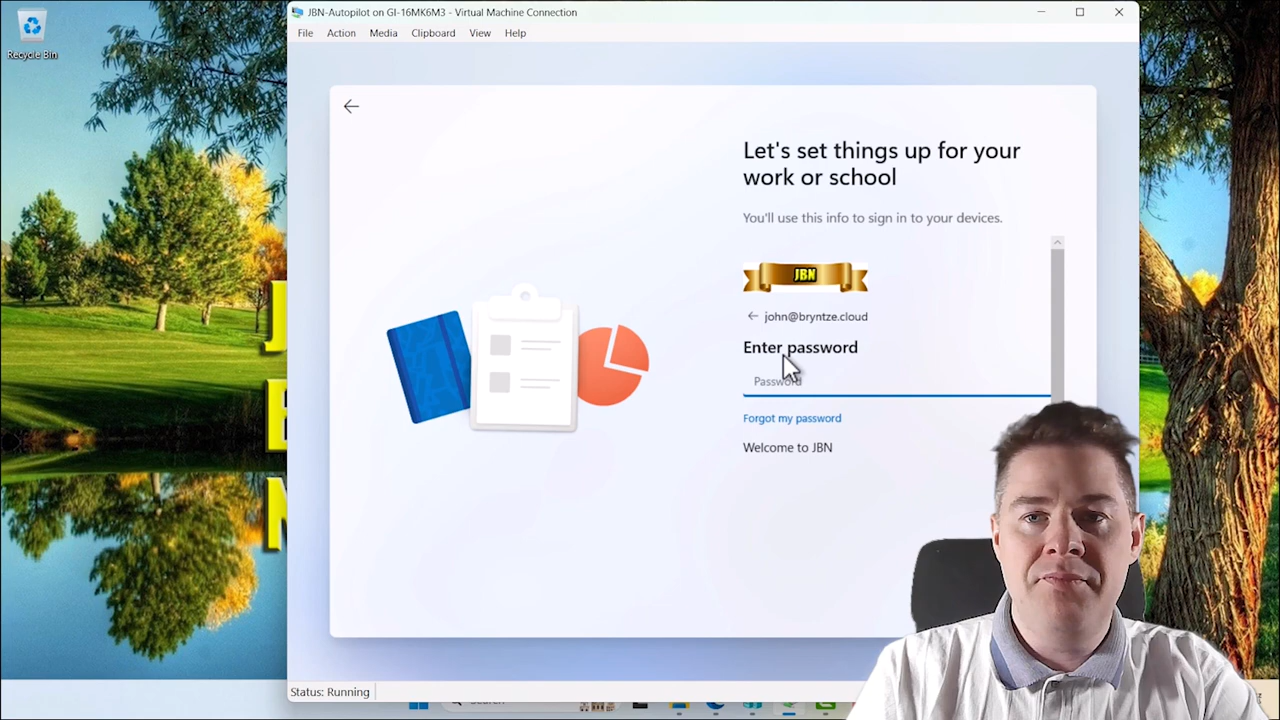 Recycle Bin
JBN-Autopilot on GI-16MK6M3 - Virtual Machine Connection
File Action Media Clipboard View Help
Let's set things up for your
work or school
You'll use this info to sign in to your devices.
JBN
john@bryntze.cloud
Enter password
Password
Forgot my password
Welcome to JBN
Status: Running
Search